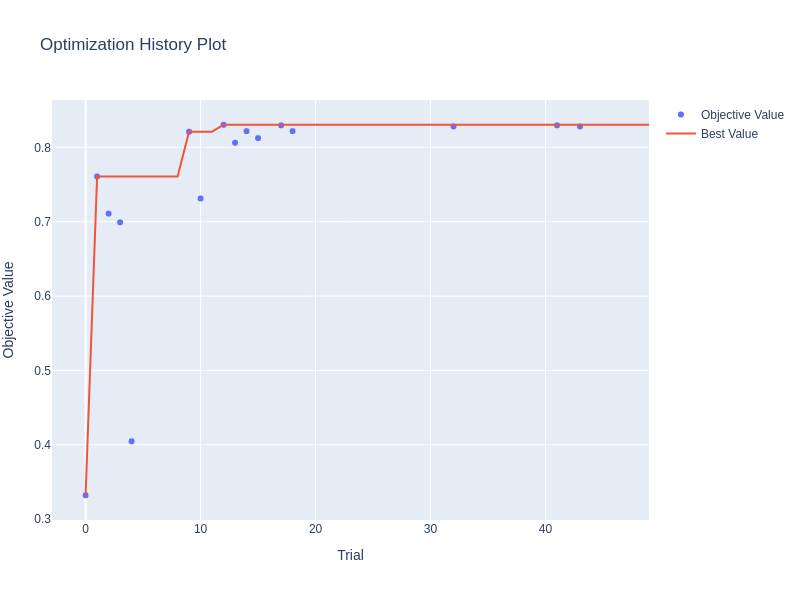 Optimization History Plot
Objective Value
Best Value
0.8
0.7
0.6
0.5
0.4
0.3
Objective Value
0 10 20 30 40
Trial